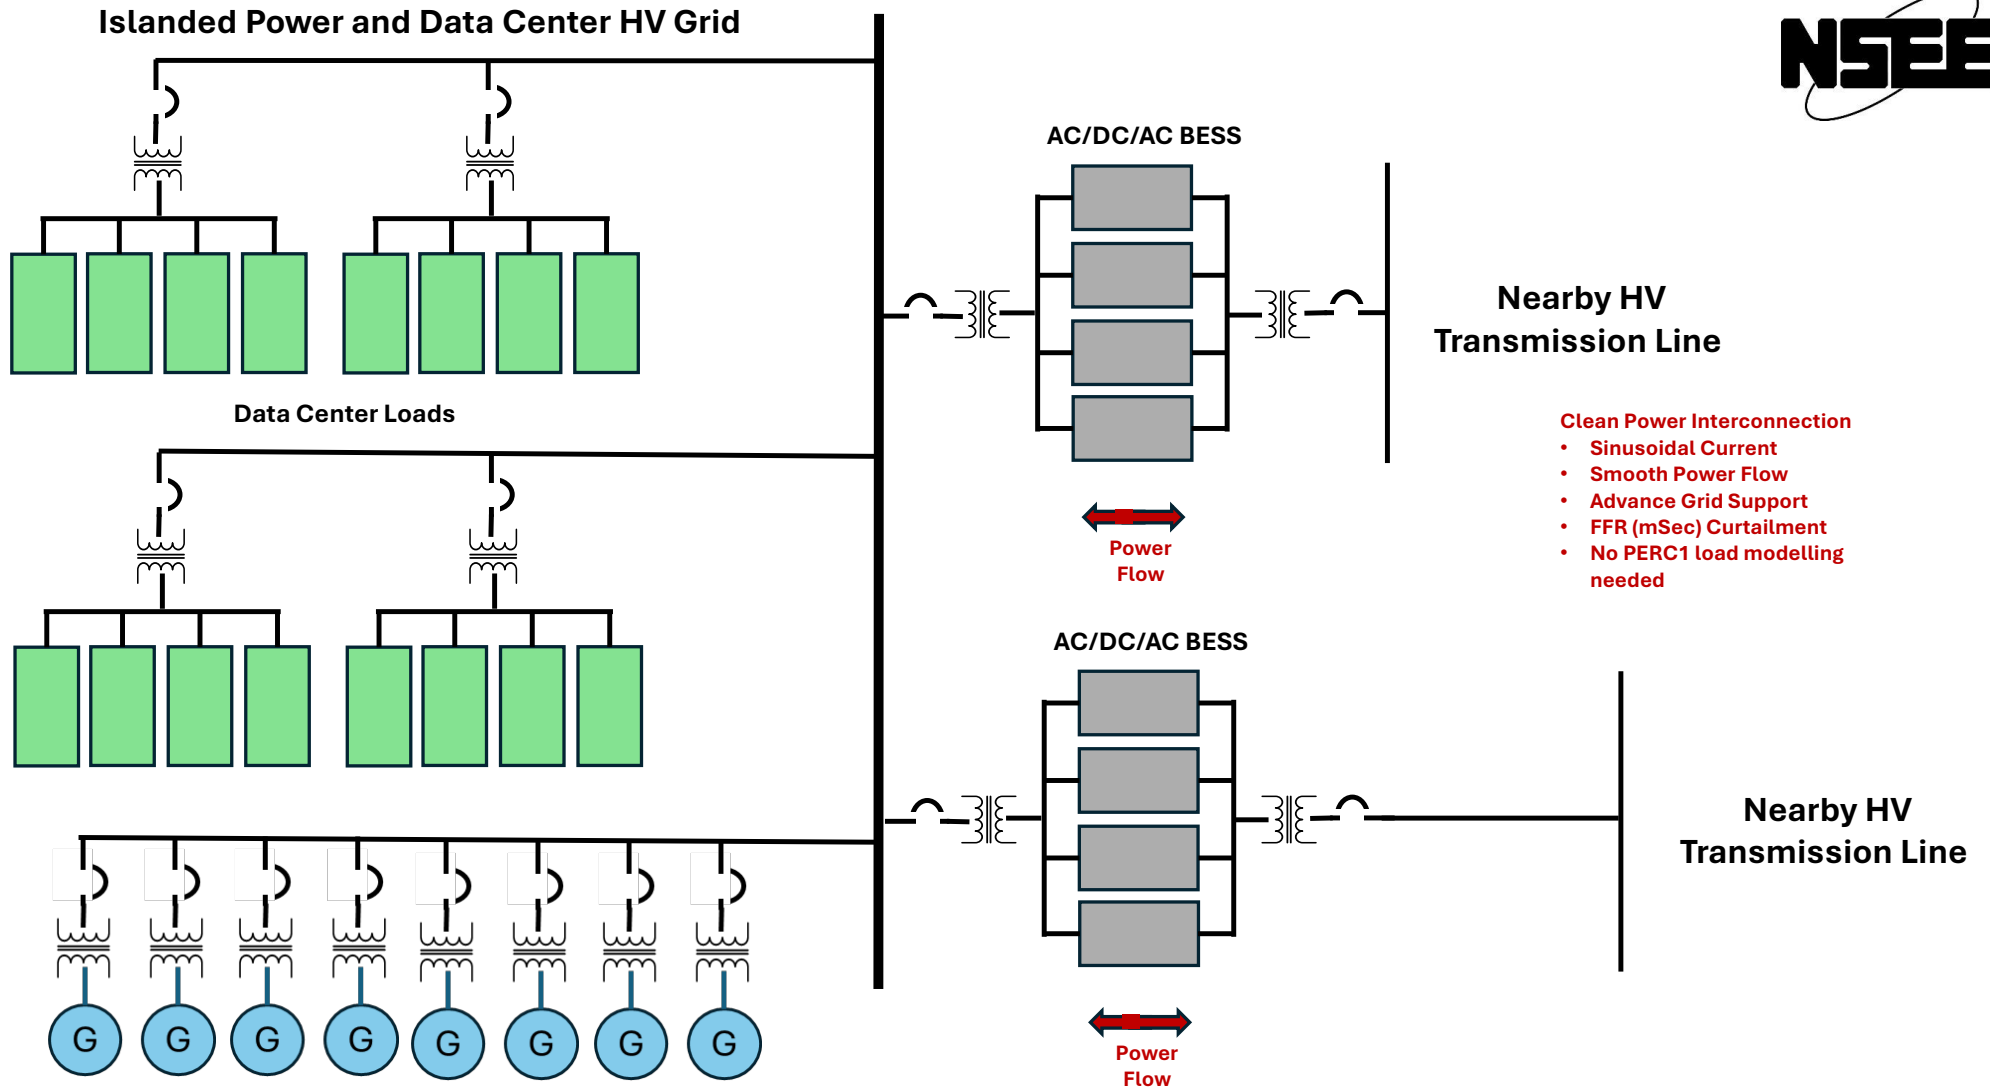 Islanded Power and Data Center HV Grid
NSEE
AC/DC/AC BESS
Nearby HV
Transmission Line
Data Center Loads
Clean Power Interconnection
• Sinusoidal Current
• Smooth Power Flow
• Advance Grid Support
• FFR (mSec) Curtailment
• No PERC1 load modelling
needed
Power
Flow
AC/DC/AC BESS
Nearby HV
Transmission Line
G G G G G G G G
Power
Flow